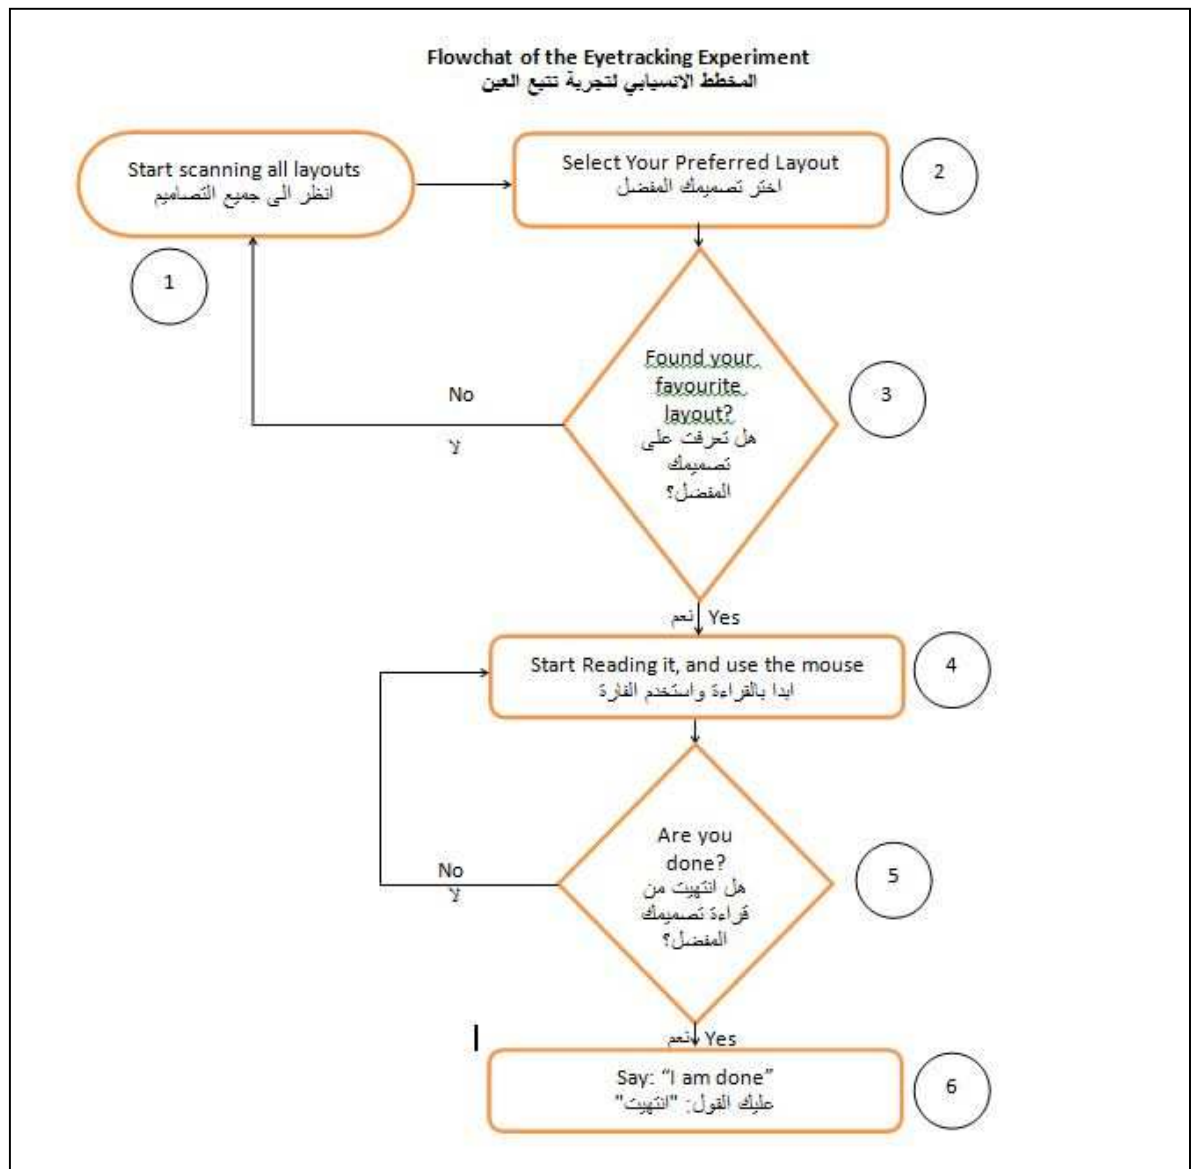 Flowchat of the Eyetracking Experiment
المخطط الانسيابي لتجربة تتبع العين
Start scanning all layouts
انظر الى جميع التصاميم
1
Select Your Preferred Layout
اختر تصميمك المفضل
2
Found your
favourite
layout?
هل تعرفت على
تصميمك
المفضل؟
3
No
لا
نعم Yes
Start Reading it, and use the mouse
ابدا بالقراءة واستخدم الفارة
4
Are you
done?
هل انتهيت من
قراءة تصميمك
المفضل؟
5
No
لا
نعم Yes
Say: “I am done”
عليك القول: "انتهيت"
6